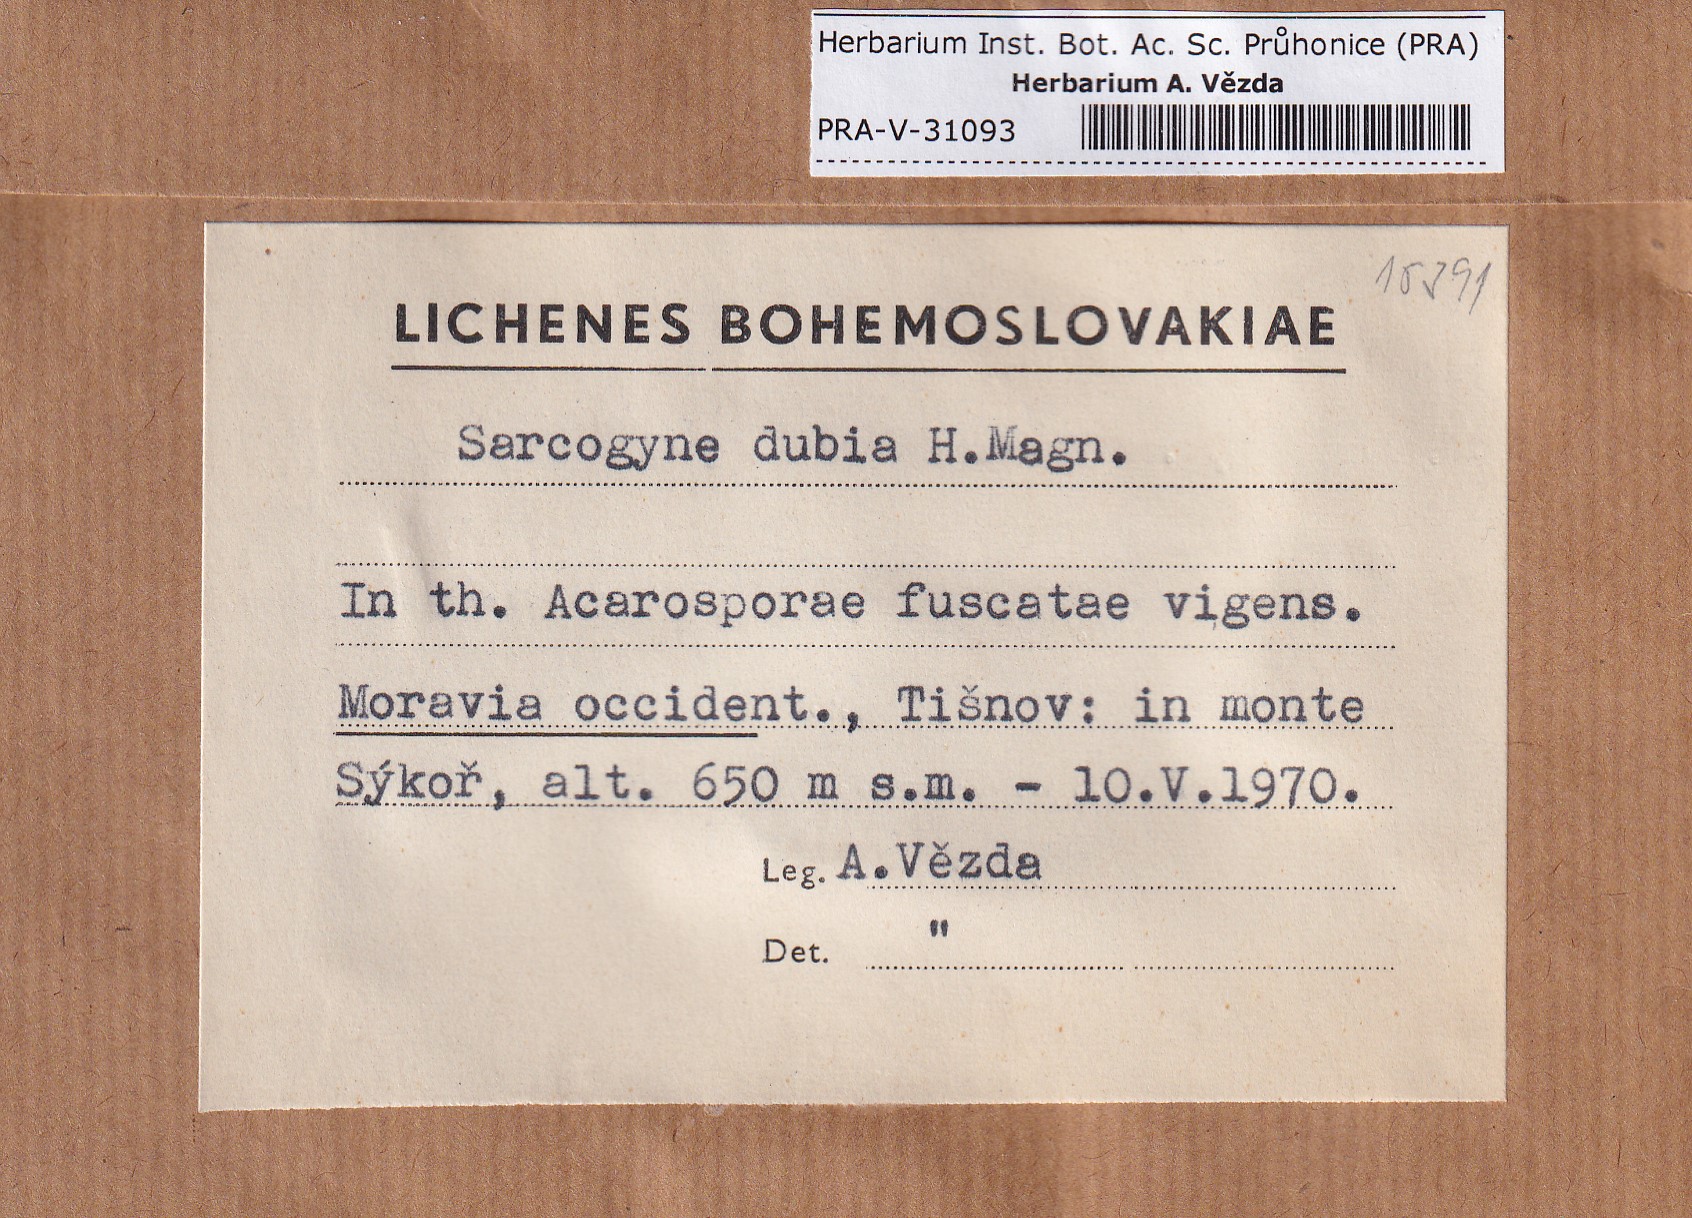 Herbarium Inst. Bot. Ac. Sc. Průhonice (PRA)
Herbarium A. Vězda
PRA-V-31093
LICHENES BOHEMOSLOVAKIAE
Sarcogyne dubia H.Magn.
In th. Acarosporae fuscatae vigens.
Moravia occident., Tišnov: in monte
Sýkoř, alt. 650 m s.m. - 10.V.1970.
Leg. A.Vězda
Det. "